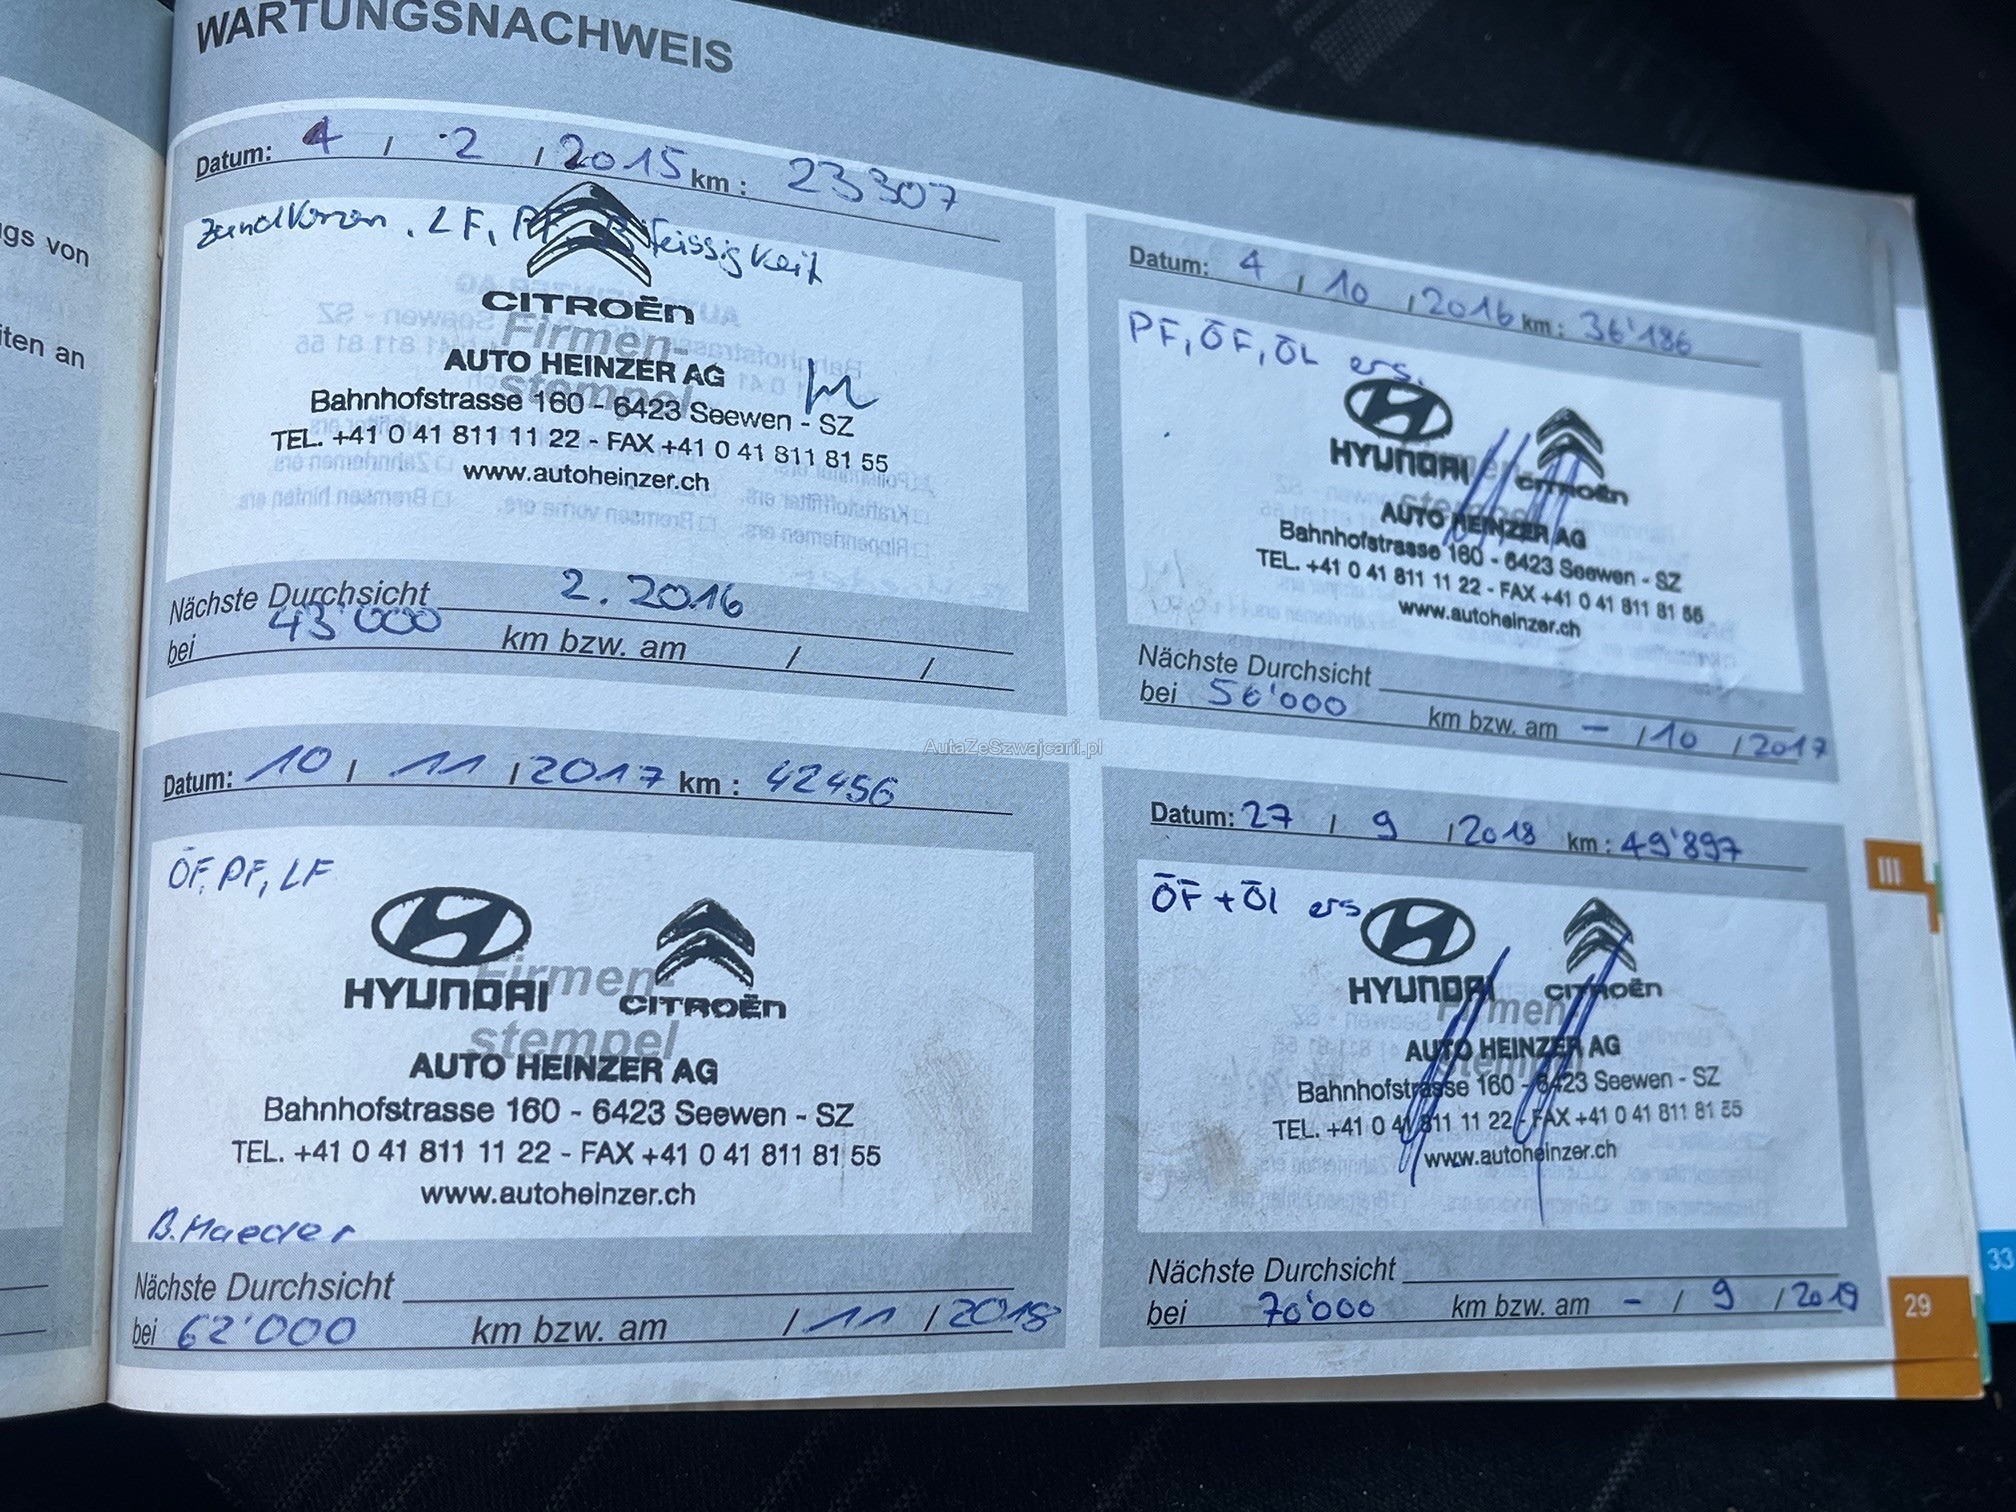 WARTUNGSNACHWEIS
gs von
iten an
Datum: 4 / 2 / 2015 km : 23307
LF,
CITROËn
Firmen-
stempel
AUTO HEINZER AG
Bahnhofstrasse 160 - 6423 Seewen - SZ
TEL. +41 0 41 811 11 22 - FAX +41 0 41 811 81 55
www.autoheinzer.ch
Nächste Durchsicht 2.2016
bei 43'000 km bzw. am / /
Datum: 4 / 10 / 2016 km : 36'186
PF, ÖF, ÖL ers.
HYUNDAI CITROËn
Firmen-
stempel
AUTO HEINZER AG
Bahnhofstrasse 160 - 6423 Seewen - SZ
TEL. +41 0 41 811 11 22 - FAX +41 0 41 811 81 55
www.autoheinzer.ch
Nächste Durchsicht
bei 56'000 km bzw. am - / 10 / 2017
AutaZeSzwajcarii.pl
Datum: 10 / 11 / 2017 km : 42456
ÖF, PF, LF
HYUNDAI CITROËn
Firmen-
stempel
AUTO HEINZER AG
Bahnhofstrasse 160 - 6423 Seewen - SZ
TEL. +41 0 41 811 11 22 - FAX +41 0 41 811 81 55
www.autoheinzer.ch
B. Maeder
Nächste Durchsicht
bei 62'000 km bzw. am / 11 / 2018
Datum: 27 / 9 / 2018 km : 49'897
ÖF + Öl ers
HYUNDAI CITROËn
Firmen-
stempel
AUTO HEINZER AG
Bahnhofstrasse 160 - 6423 Seewen - SZ
TEL. +41 0 41 811 11 22 - FAX +41 0 41 811 81 55
www.autoheinzer.ch
Nächste Durchsicht
bei 70'000 km bzw. am - / 9 / 2019
III
29
33